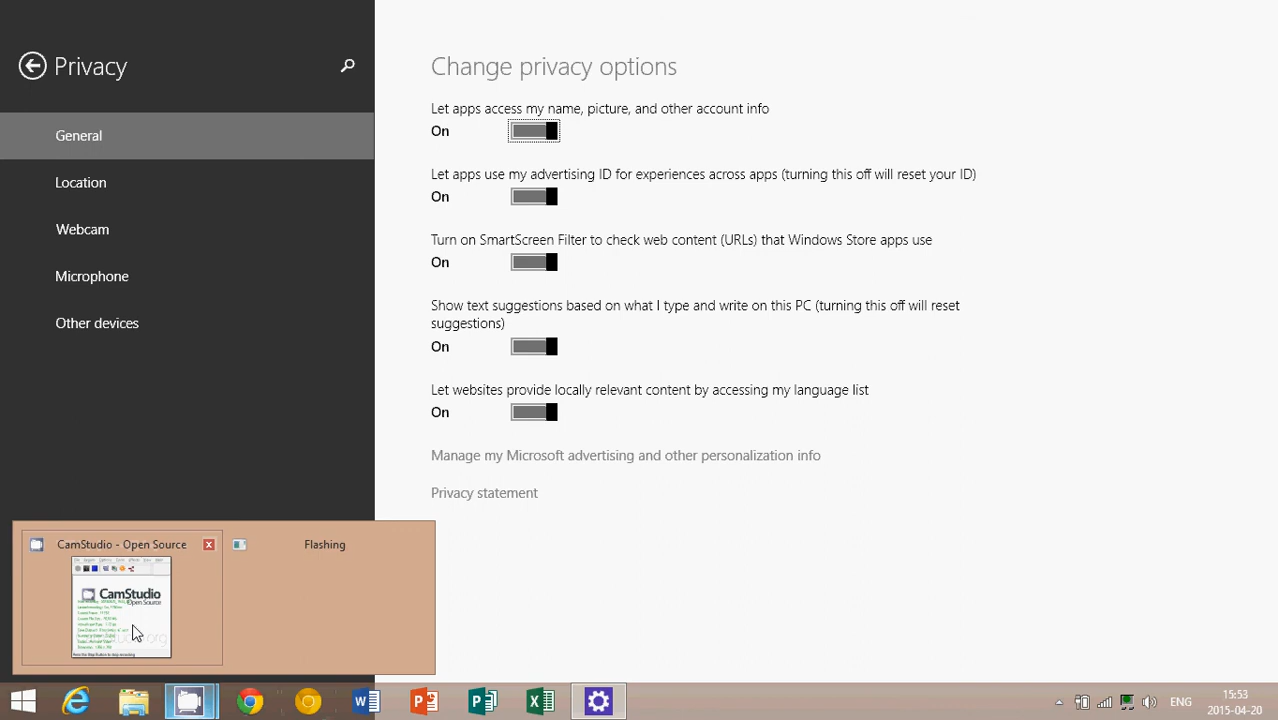 Privacy
General
Location
Webcam
Microphone
Other devices
Change privacy options
Let apps access my name, picture, and other account info
On
Let apps use my advertising ID for experiences across apps (turning this off will reset your ID)
On
Turn on SmartScreen Filter to check web content (URLs) that Windows Store apps use
On
Show text suggestions based on what I type and write on this PC (turning this off will reset
suggestions)
On
Let websites provide locally relevant content by accessing my language list
On
Manage my Microsoft advertising and other personalization info
Privacy statement
CamStudio - Open Source
Flashing
CamStudio
Open Source
ENG
15:53
2015-04-20